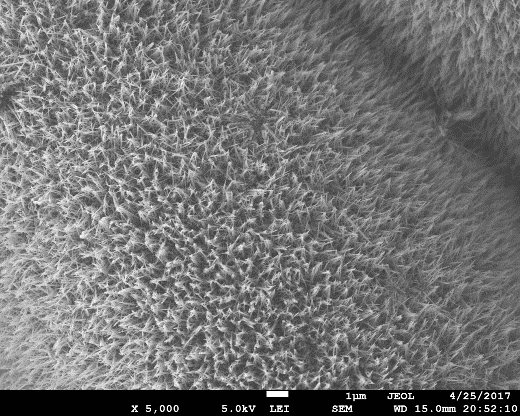 1µm JEOL 4/25/2017
X 5,000 5.0kV LEI SEM WD 15.0mm 20:52:10